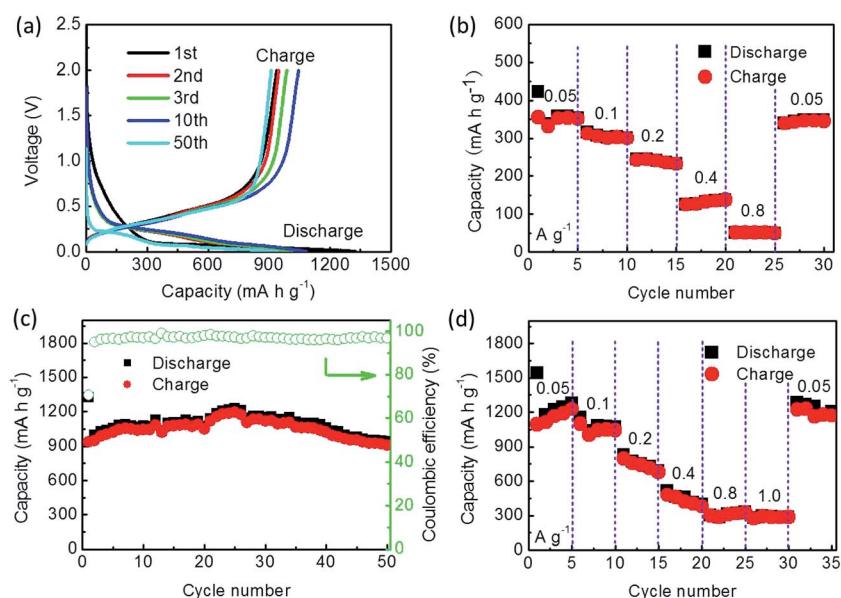 (a)
2.5
2.0
1.5
1.0
0.5
0.0
Voltage (V)
1st
2nd
3rd
10th
50th
Charge
Discharge
0 300 600 900 1200 1500
Capacity (mA h g⁻¹)
(b)
600
500
400
300
200
100
0
Capacity (mA h g⁻¹)
Discharge
Charge
0.05
0.1
0.2
0.4
0.8
0.05
A g⁻¹
0 5 10 15 20 25 30
Cycle number
(c)
1800
1500
1200
900
600
300
0
Capacity (mA h g⁻¹)
Discharge
Charge
100
80
60
40
20
0
Coulombic efficiency (%)
0 10 20 30 40 50
Cycle number
(d)
1800
1500
1200
900
600
300
0
Capacity (mA h g⁻¹)
Discharge
Charge
0.05
0.1
0.2
0.4
0.8
1.0
0.05
A g⁻¹
0 5 10 15 20 25 30 35
Cycle number